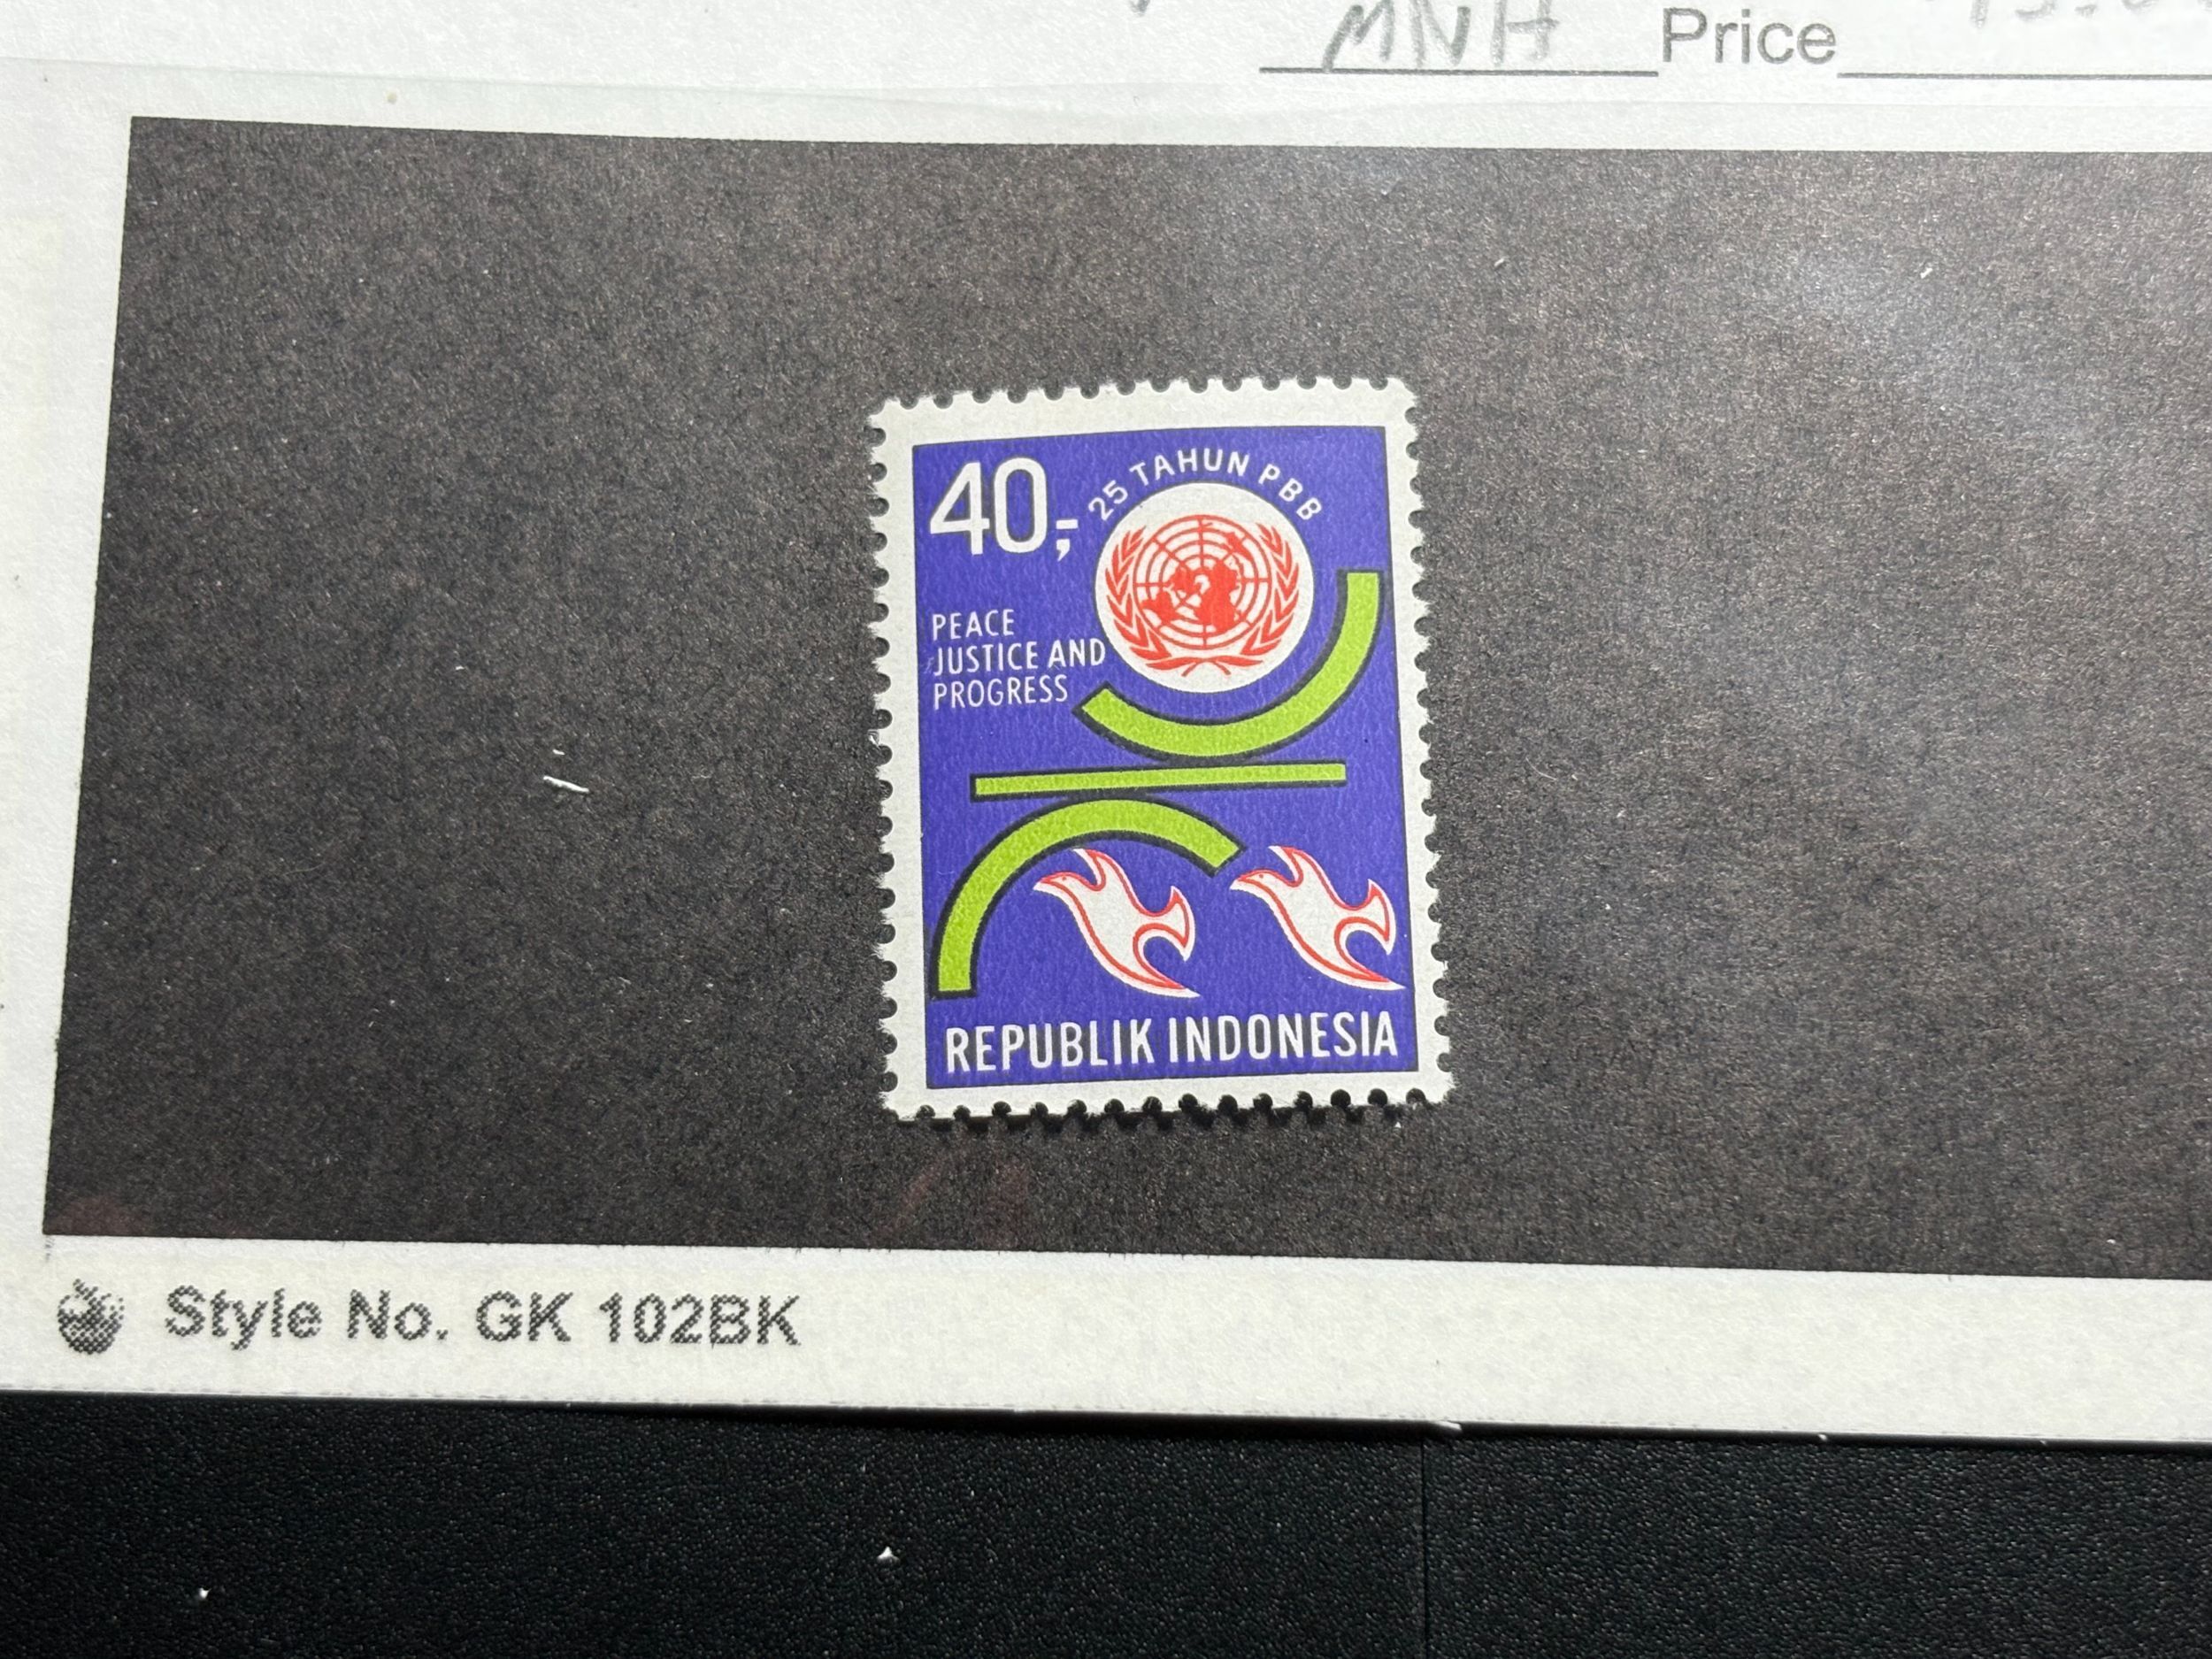 MNH Price
40,-
25 TAHUN PBB
PEACE
JUSTICE AND
PROGRESS
REPUBLIK INDONESIA
Style No. GK 102BK